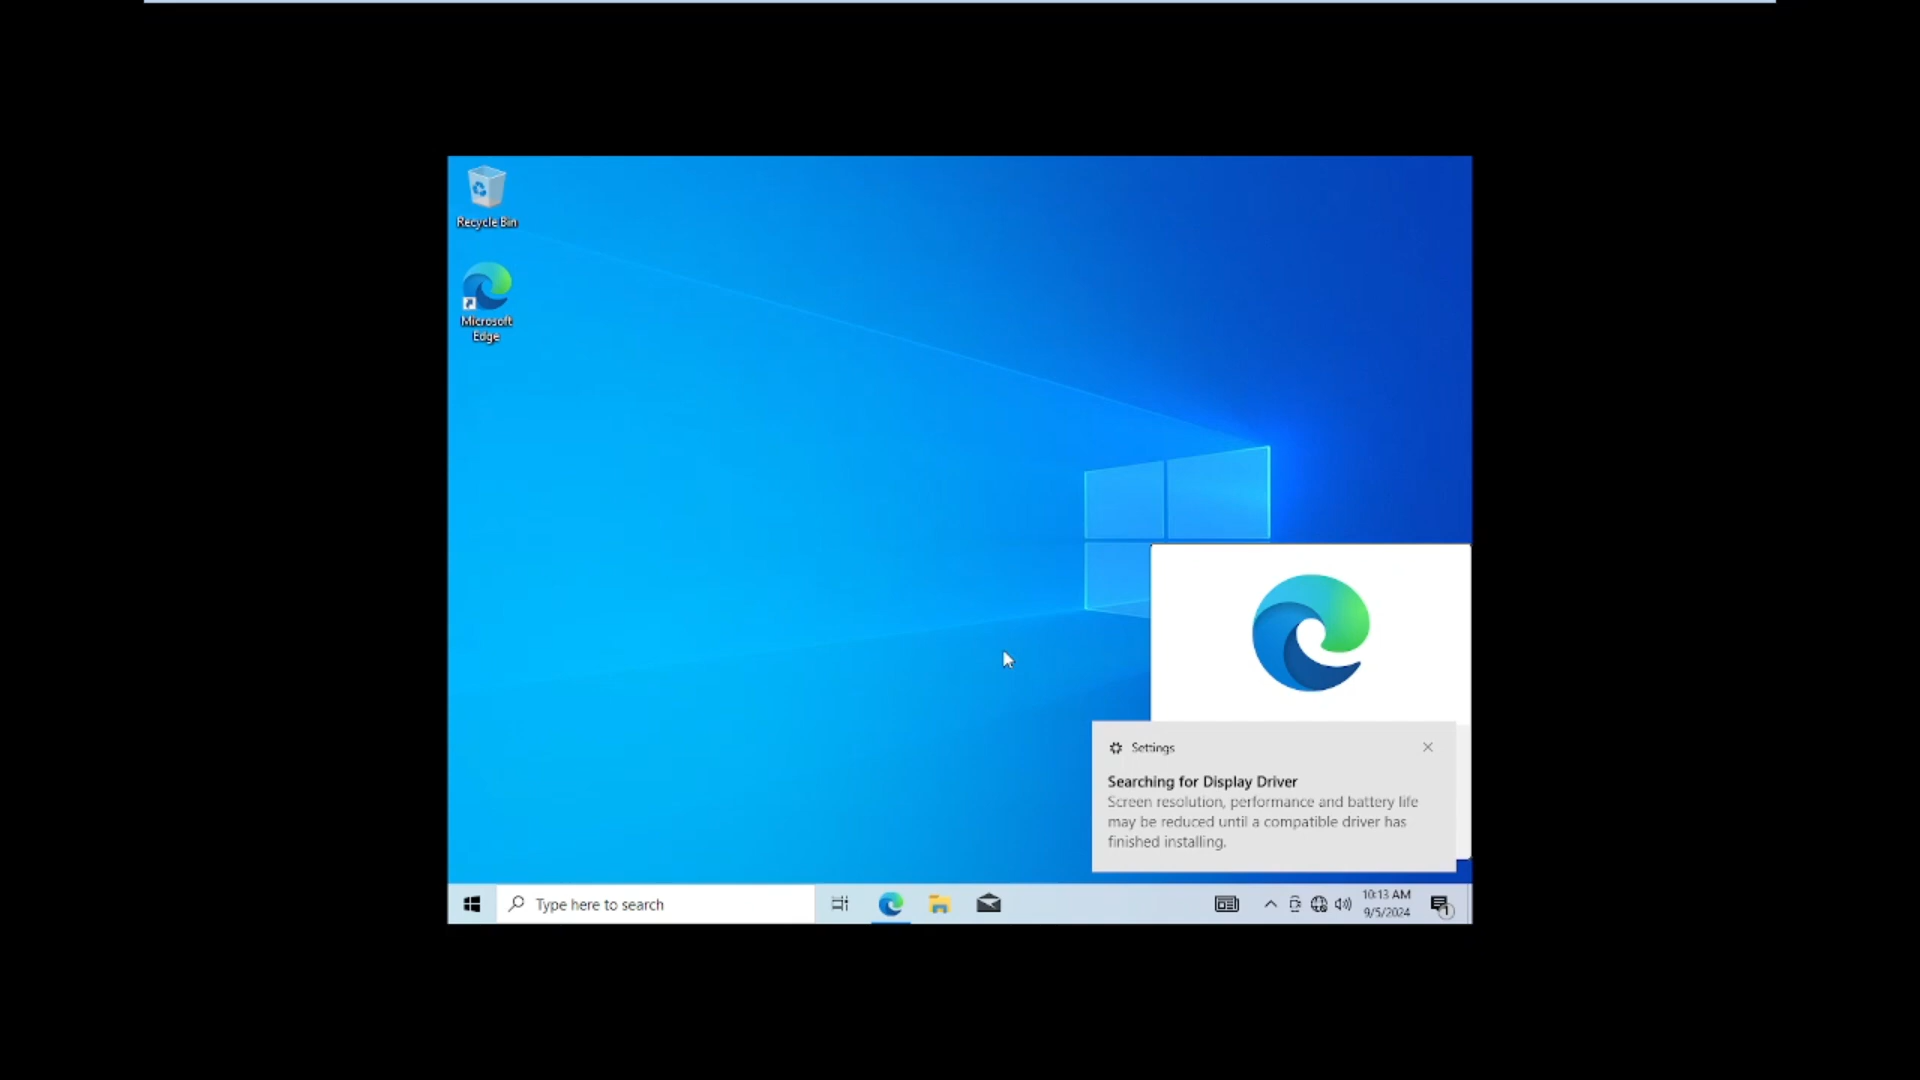 Recycle Bin
Microsoft
Edge
Settings
Searching for Display Driver
Screen resolution, performance and battery life
may be reduced until a compatible driver has
finished installing.
Type here to search
10:13 AM
9/5/2024
1